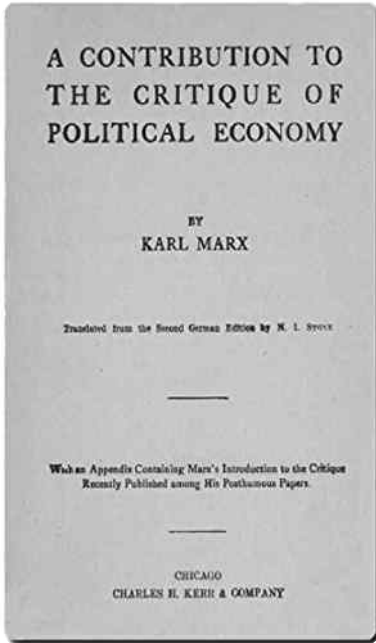 A CONTRIBUTION TO
THE CRITIQUE OF
POLITICAL ECONOMY
BY
KARL MARX
Translated from the Second German Edition by N. I. STONE
With an Appendix Containing Marx's Introduction to the Critique
Recently Published among His Posthumous Papers.
CHICAGO
CHARLES H. KERR & COMPANY